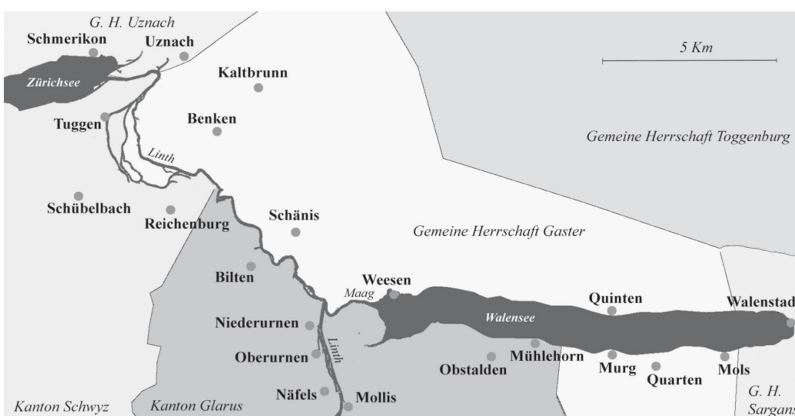 G. H. Uznach
Schmerikon
Uznach
5 Km
Kaltbrunn
Zürichsee
Benken
Tuggen
Gemeine Herrschaft Toggenburg
Linth
Schübelbach
Reichenburg
Schänis
Gemeine Herrschaft Gaster
Bilten
Weesen
Maag
Quinten
Walenstad
Niederurnen
Walensee
Linth
Oberurnen
Obstalden
Mühlehorn
Murg
Quarten
Mols
Näfels
Mollis
G. H.
Sargans
Kanton Schwyz
Kanton Glarus